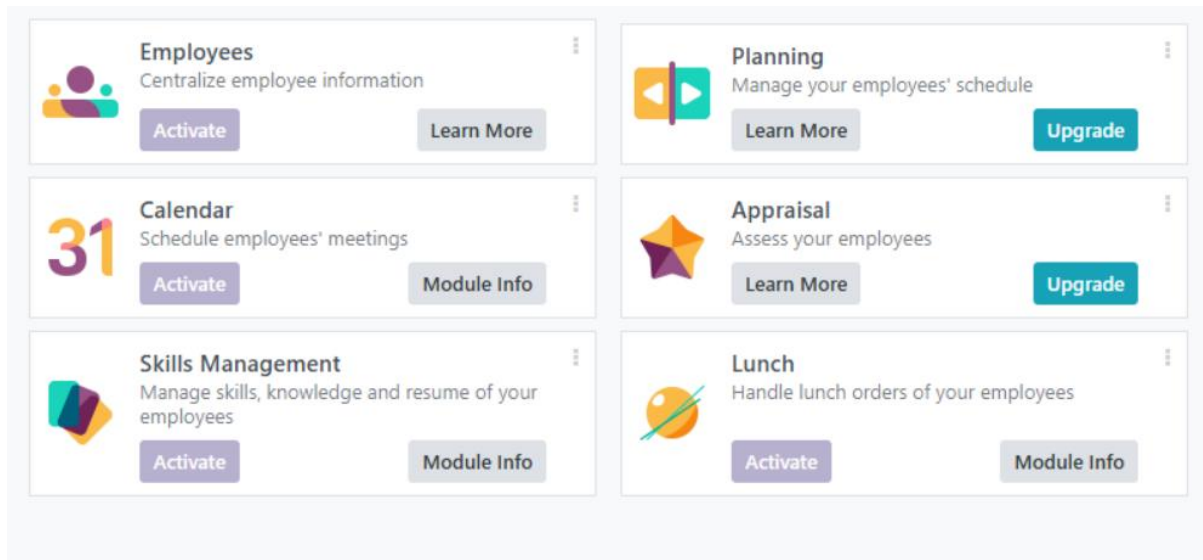 Employees
Centralize employee information
Activate
Learn More
Planning
Manage your employees' schedule
Learn More
Upgrade
31
Calendar
Schedule employees' meetings
Activate
Module Info
Appraisal
Assess your employees
Learn More
Upgrade
Skills Management
Manage skills, knowledge and resume of your
employees
Activate
Module Info
Lunch
Handle lunch orders of your employees
Activate
Module Info